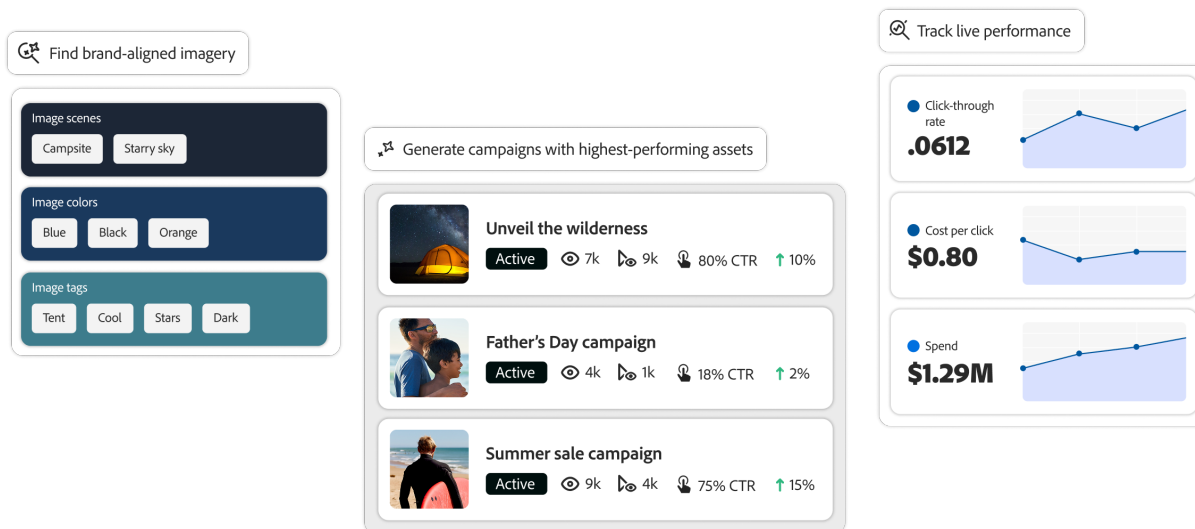 Find brand-aligned imagery
Image scenes
Campsite Starry sky
Image colors
Blue Black Orange
Image tags
Tent Cool Stars Dark
Generate campaigns with highest-performing assets
Unveil the wilderness
Active 7k 9k 80% CTR 10%
Father’s Day campaign
Active 4k 1k 18% CTR 2%
Summer sale campaign
Active 9k 4k 75% CTR 15%
Track live performance
Click-through
rate
.0612
Cost per click
$0.80
Spend
$1.29M